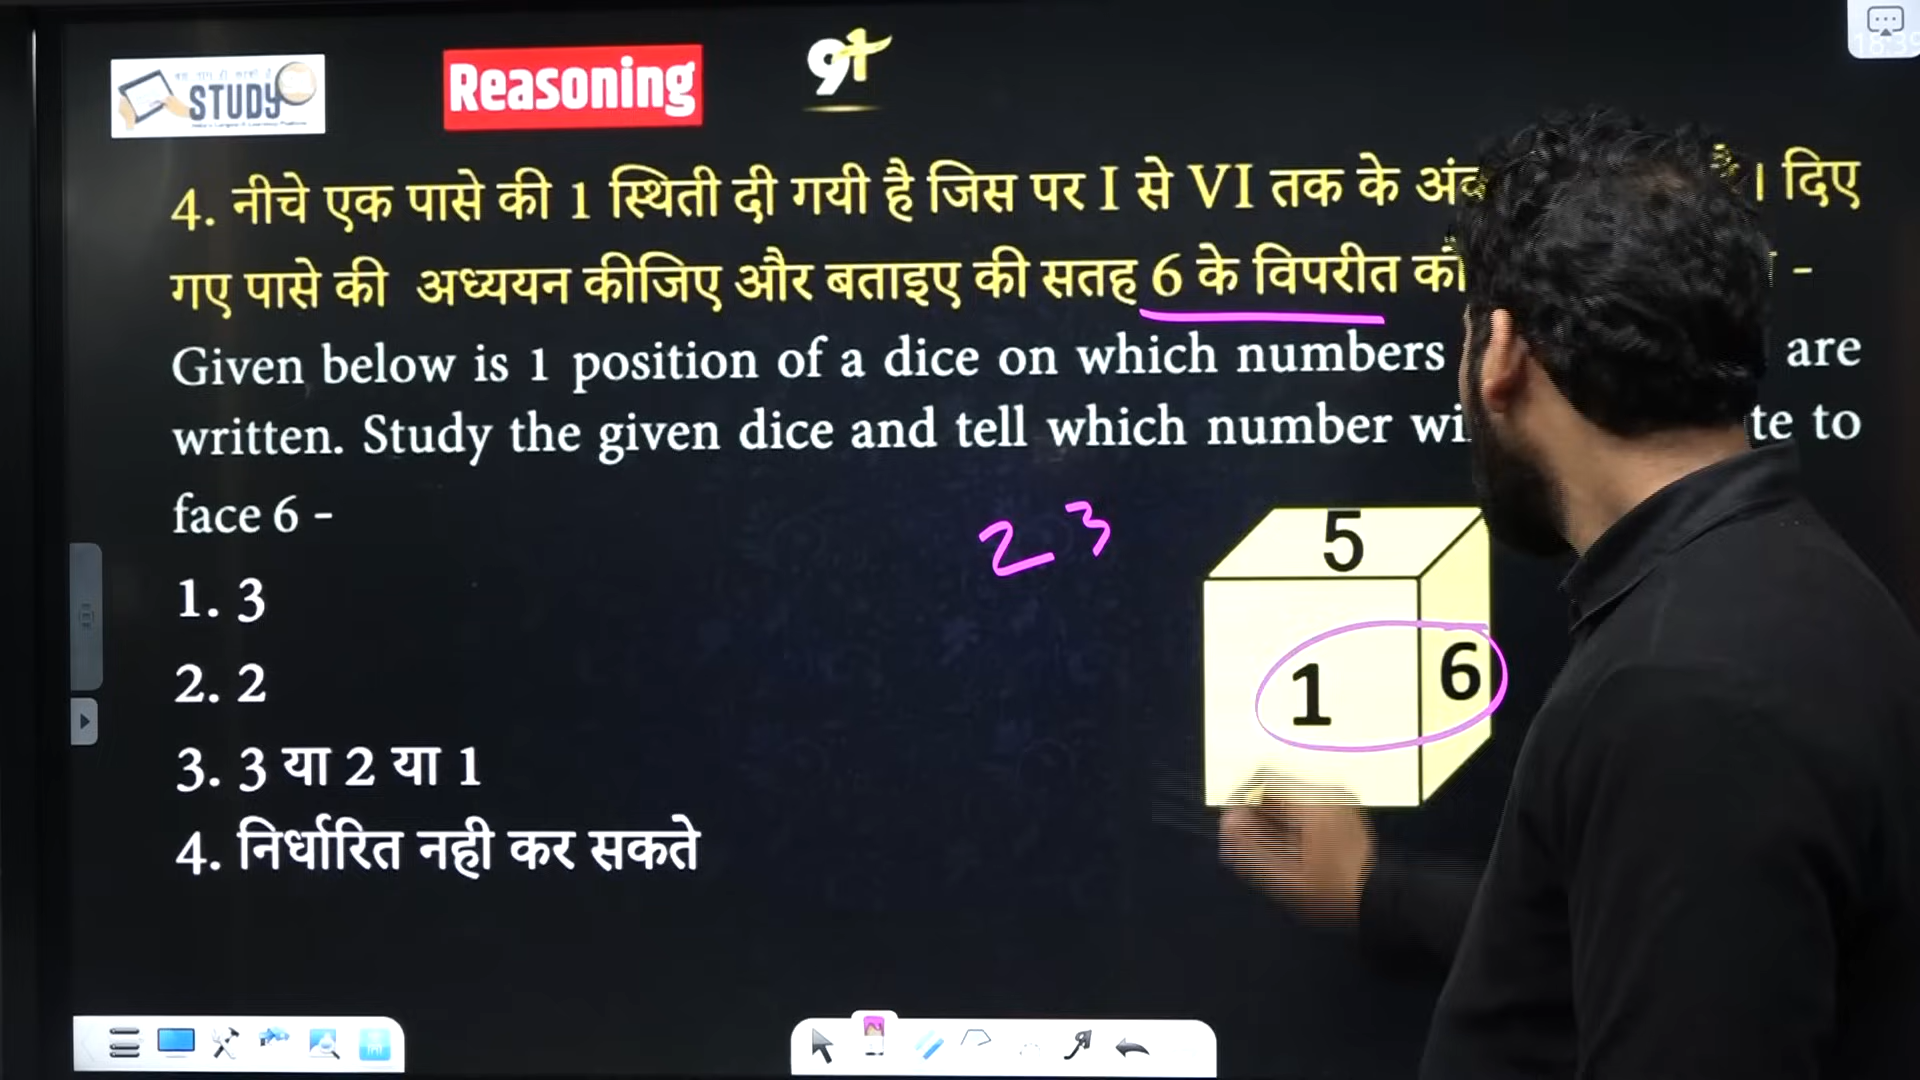 STUDY
Reasoning
9+
18:39
4. नीचे एक पासे की 1 स्थिती दी गयी है जिस पर I से VI तक के । दिए
गए पासे की अध्ययन कीजिए और बताइए की सतह 6 के विपरीत -
Given below is 1 position of a dice on which numbers are
written. Study the given dice and tell which number to
face 6 -
2 3
5
1. 3
1 6
2. 2
3. 3 या 2 या 1
4. निर्धारित नही कर सकते